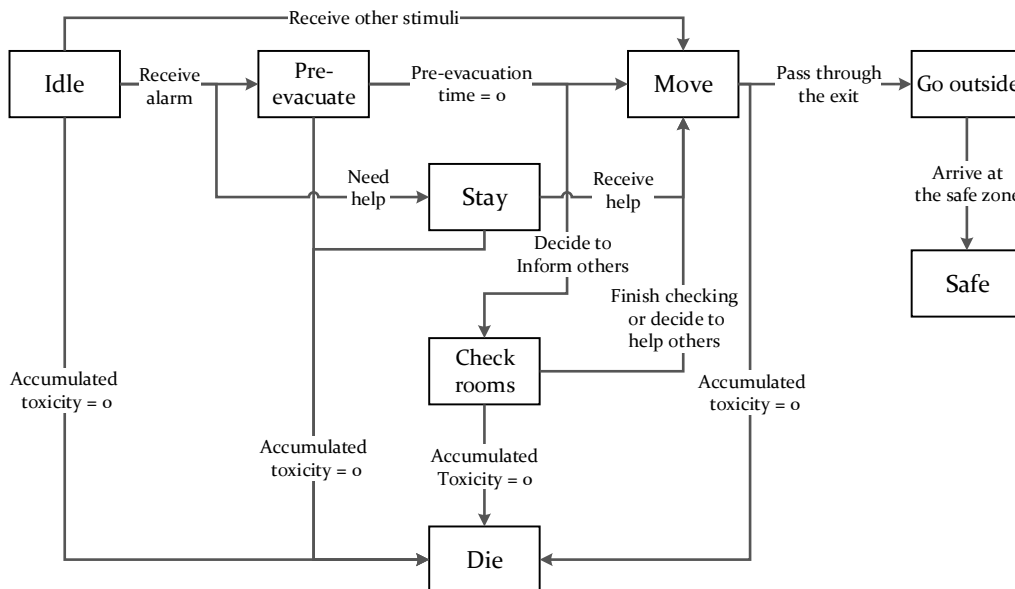 Receive other stimuli
Idle
Receive
alarm
Pre-
evacuate
Pre-evacuation
time = 0
Move
Pass through
the exit
Go outside
Need
help
Stay
Receive
help
Arrive at
the safe zone
Decide to
Inform others
Safe
Finish checking
or decide to
help others
Check
rooms
Accumulated
toxicity = 0
Accumulated
toxicity = 0
Accumulated
toxicity = 0
Accumulated
Toxicity = 0
Die